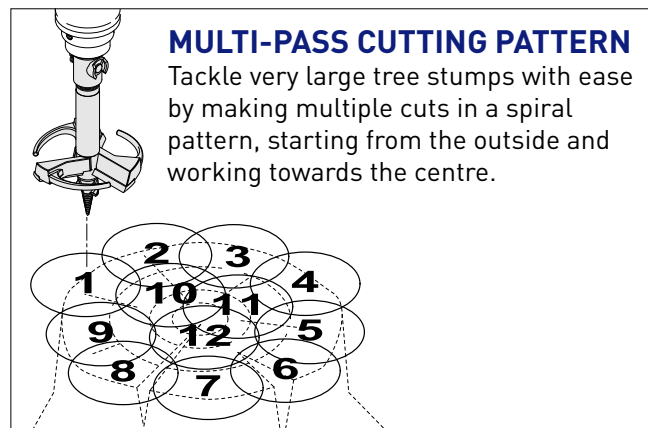 MULTI-PASS CUTTING PATTERN
Tackle very large tree stumps with ease
by making multiple cuts in a spiral
pattern, starting from the outside and
working towards the centre.
2 3
1 4
10 11
9 12 5
8 7 6